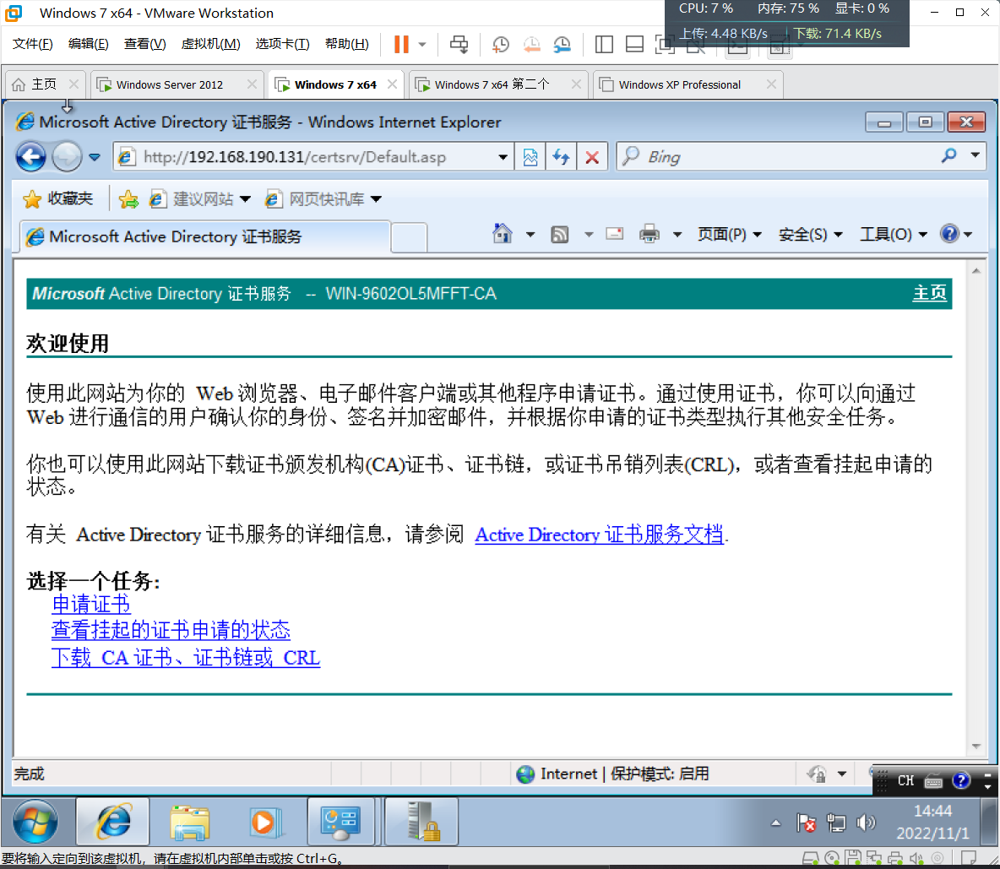 Windows 7 x64 - VMware Workstation
CPU: 7 % 内存: 75 % 显卡: 0 %
上传: 4.48 KB/s 下载: 71.4 KB/s
文件(F) 编辑(E) 查看(V) 虚拟机(M) 选项卡(T) 帮助(H)
主页 Windows Server 2012 Windows 7 x64 Windows 7 x64 第二个 Windows XP Professional
Microsoft Active Directory 证书服务 - Windows Internet Explorer
http://192.168.190.131/certsrv/Default.asp Bing
收藏夹 建议网站 网页快讯库
Microsoft Active Directory 证书服务 页面(P) 安全(S) 工具(O)
Microsoft Active Directory 证书服务 -- WIN-9602OL5MFFT-CA 主页
欢迎使用
使用此网站为你的 Web 浏览器、电子邮件客户端或其他程序申请证书。通过使用证书，你可以向通过
Web 进行通信的用户确认你的身份、签名并加密邮件，并根据你申请的证书类型执行其他安全任务。
你也可以使用此网站下载证书颁发机构(CA)证书、证书链，或证书吊销列表(CRL)，或者查看挂起申请的
状态。
有关 Active Directory 证书服务的详细信息，请参阅 Active Directory 证书服务文档.
选择一个任务:
申请证书
查看挂起的证书申请的状态
下载 CA 证书、证书链或 CRL
完成 Internet | 保护模式: 启用
CH
14:44
2022/11/1
要将输入定向到该虚拟机，请在虚拟机内部单击或按 Ctrl+G。